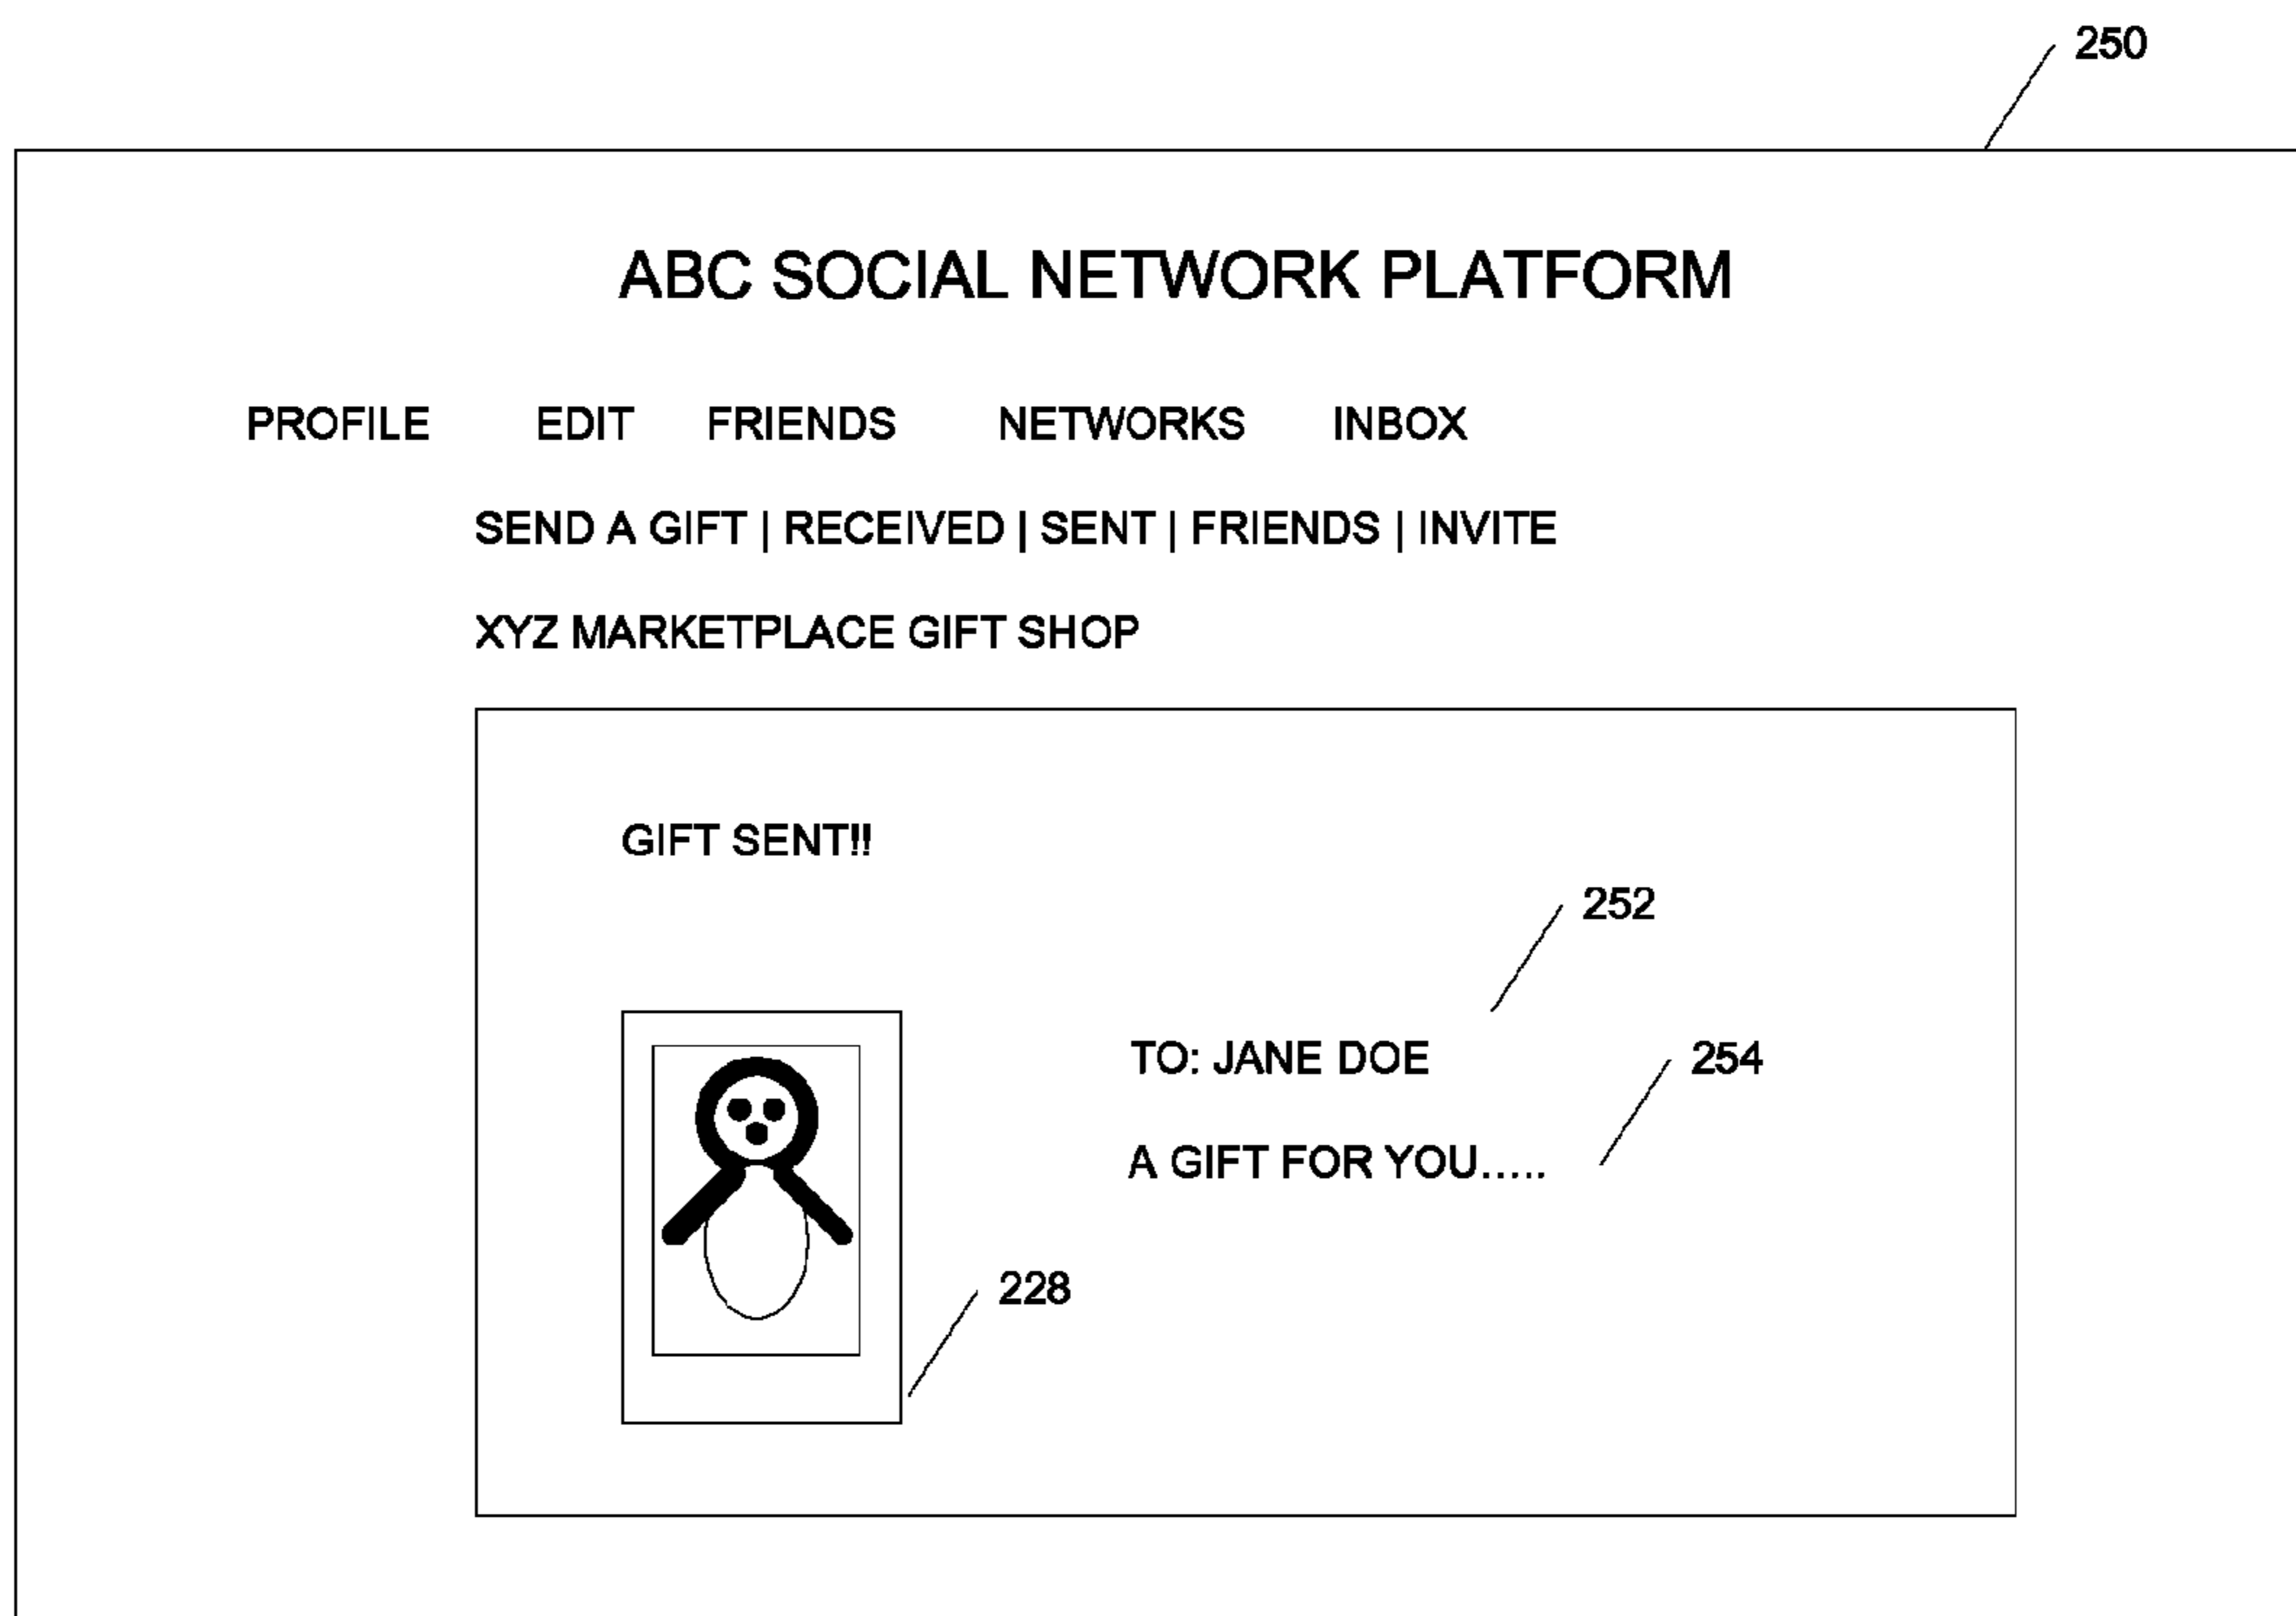 250
ABC SOCIAL NETWORK PLATFORM
PROFILE EDIT FRIENDS NETWORKS INBOX
SEND A GIFT | RECEIVED | SENT | FRIENDS | INVITE
XYZ MARKETPLACE GIFT SHOP
GIFT SENT!!
252
TO: JANE DOE
254
A GIFT FOR YOU.....
228